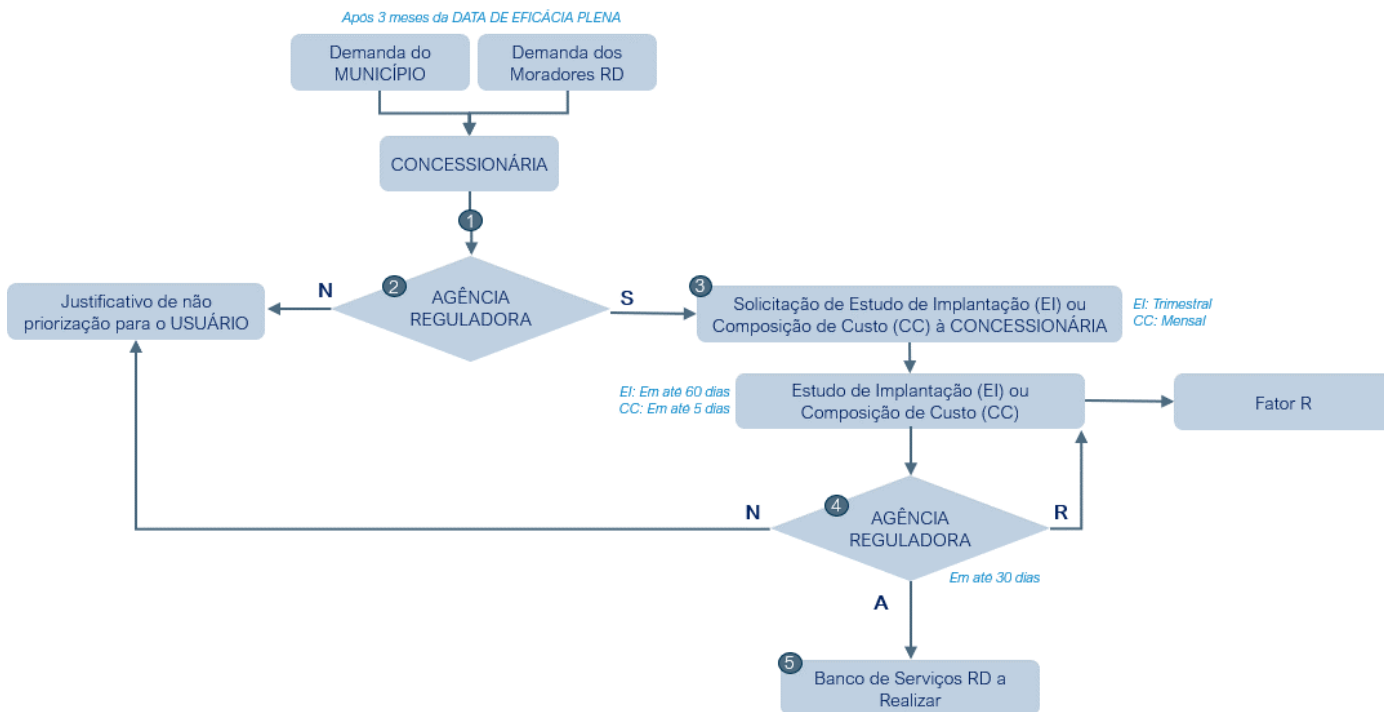 Após 3 meses da DATA DE EFICÁCIA PLENA
Demanda do
MUNICÍPIO
Demanda dos
Moradores RD
CONCESSIONÁRIA
1
2
AGÊNCIA
REGULADORA
N
S
Justificativo de não
priorização para o USUÁRIO
3
Solicitação de Estudo de Implantação (EI) ou
Composição de Custo (CC) à CONCESSIONÁRIA
EI: Trimestral
CC: Mensal
EI: Em até 60 dias
CC: Em até 5 dias
Estudo de Implantação (EI) ou
Composição de Custo (CC)
Fator R
4
AGÊNCIA
REGULADORA
N
R
Em até 30 dias
A
5
Banco de Serviços RD a
Realizar